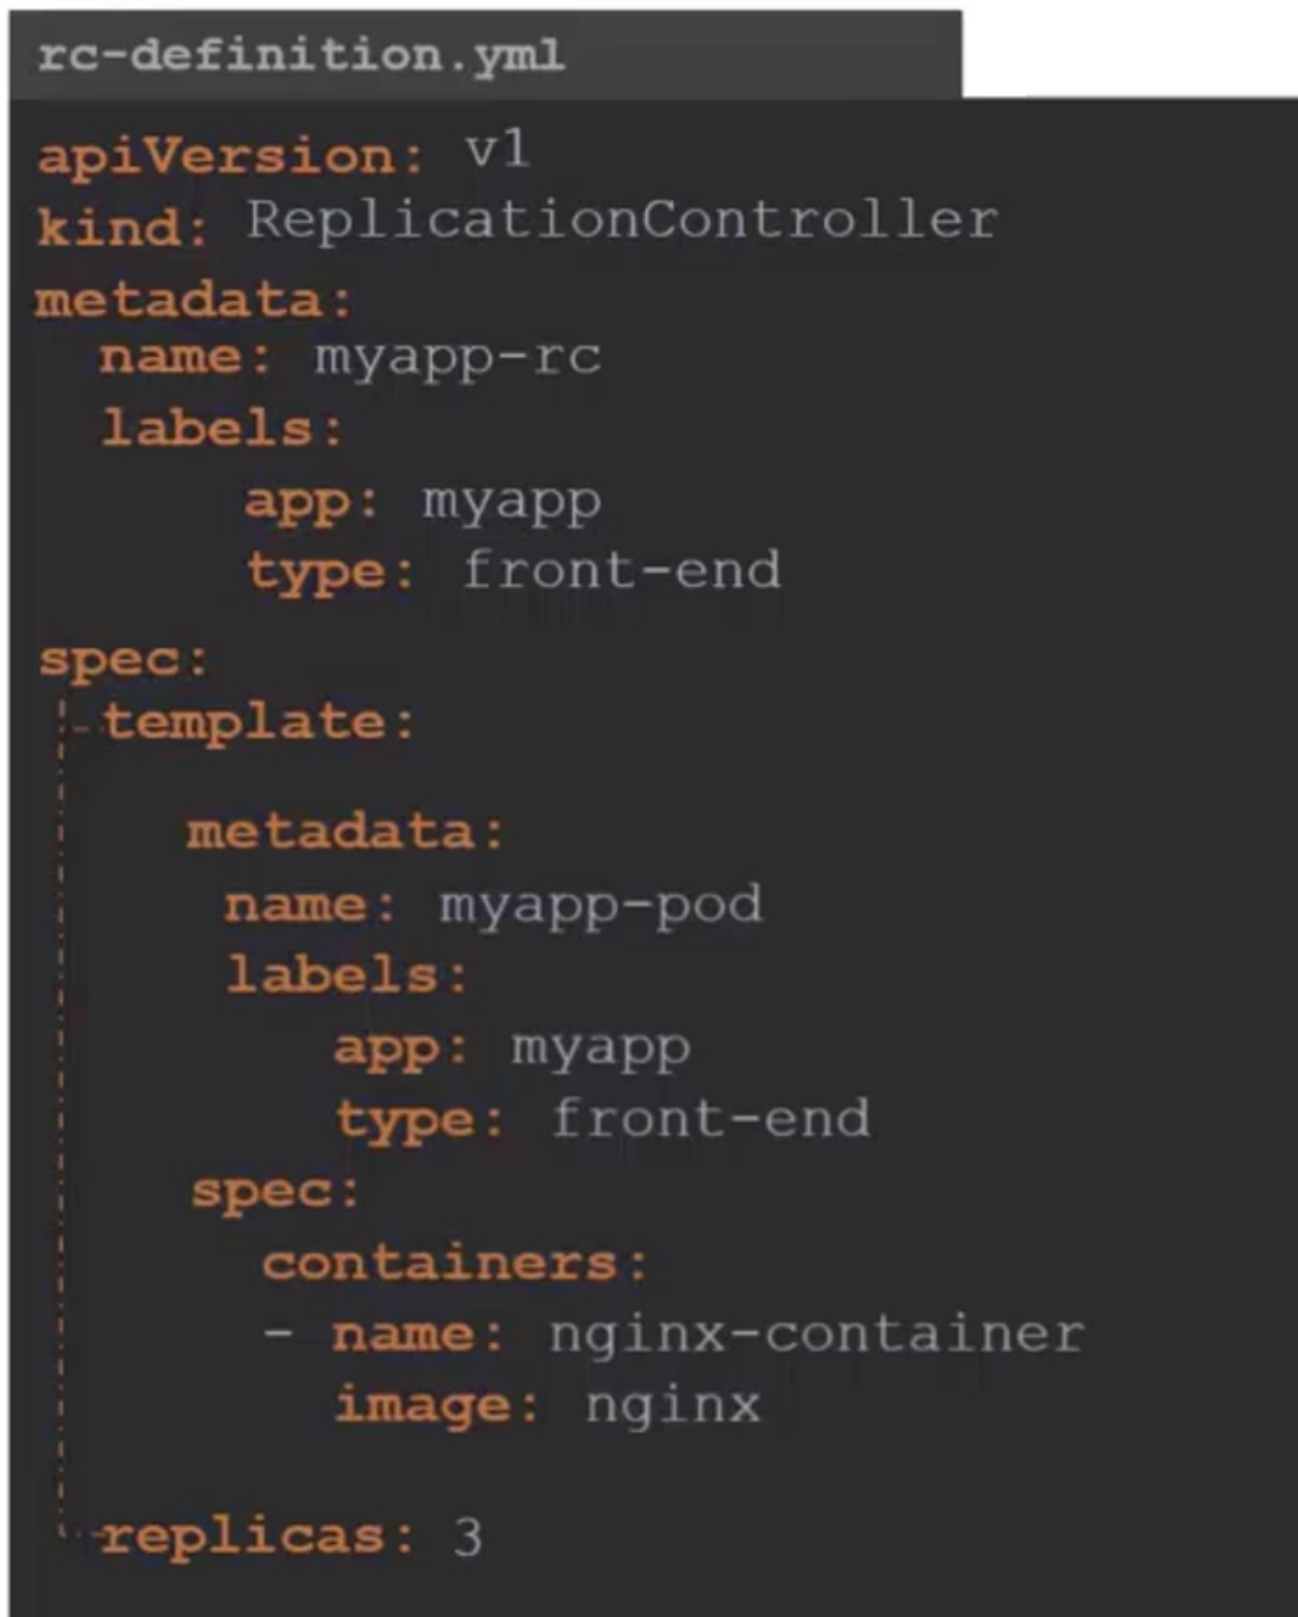 rc-definition.yml
apiVersion: v1
kind: ReplicationController
metadata:
  name: myapp-rc
  labels:
      app: myapp
      type: front-end
spec:
  template:
    metadata:
     name: myapp-pod
     labels:
        app: myapp
        type: front-end
    spec:
      containers:
      - name: nginx-container
        image: nginx
  replicas: 3